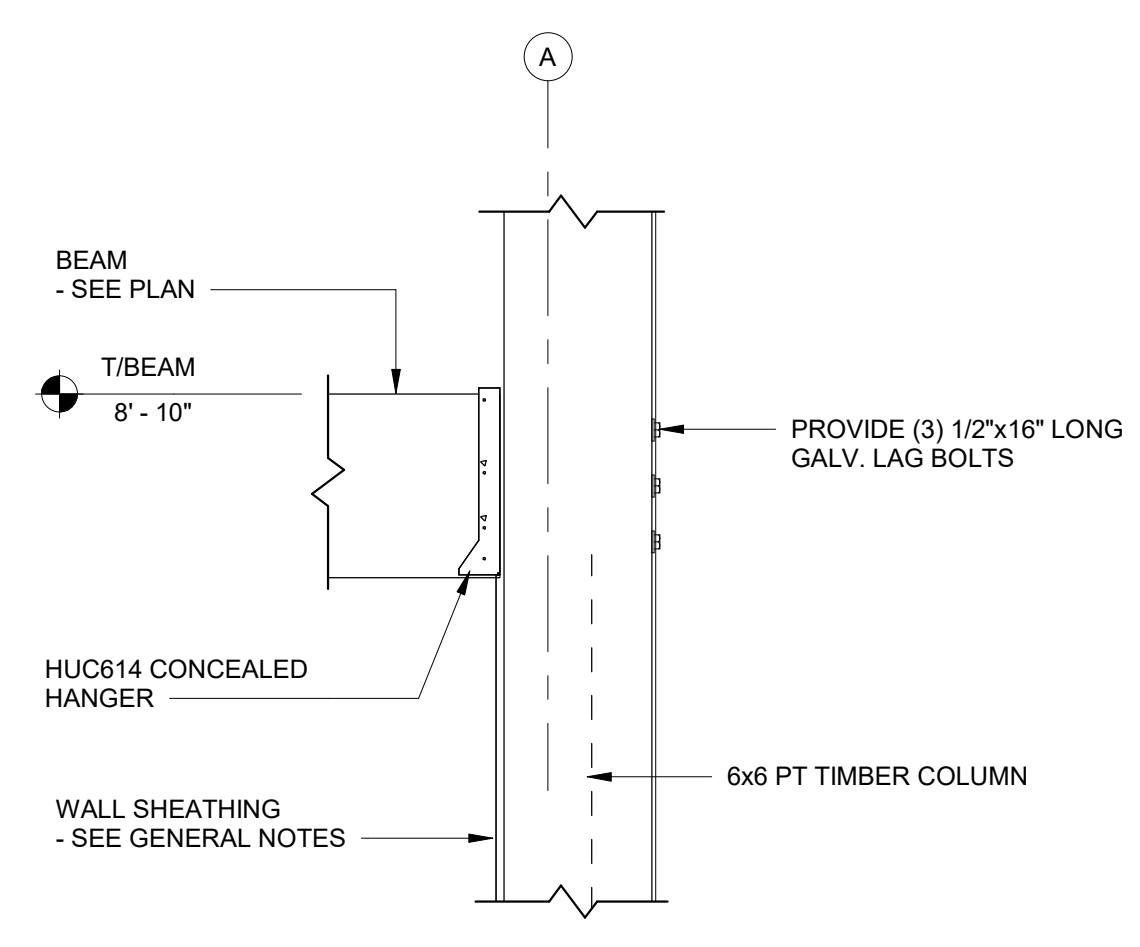 A
BEAM
- SEE PLAN
T/BEAM
8' - 10"
PROVIDE (3) 1/2"x16" LONG
GALV. LAG BOLTS
HUC614 CONCEALED
HANGER
6x6 PT TIMBER COLUMN
WALL SHEATHING
- SEE GENERAL NOTES